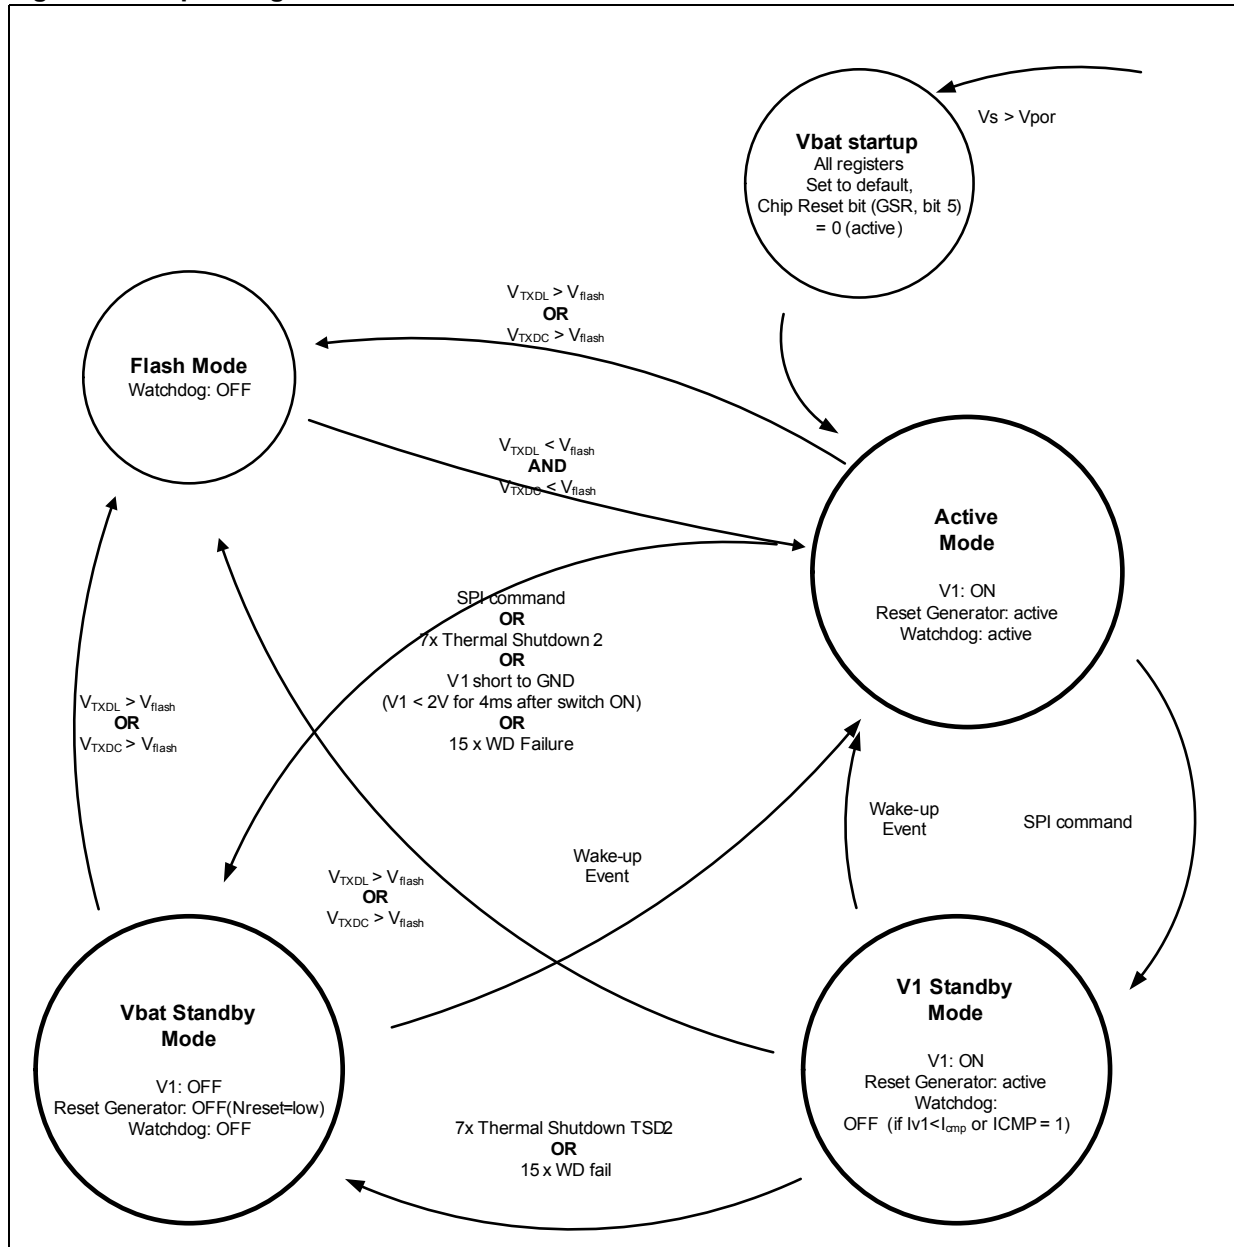 Vs > Vpor
Vbat startup
All registers
Set to default,
Chip Reset bit (GSR, bit 5)
= 0 (active)
VTXDL > Vflash
OR
VTXDC > Vflash
Flash Mode
Watchdog: OFF
VTXDL < Vflash
AND
VTXDC < Vflash
Active
Mode
V1: ON
Reset Generator: active
Watchdog: active
SPI command
OR
7x Thermal Shutdown 2
OR
V1 short to GND
(V1 < 2V for 4ms after switch ON)
OR
15 x WD Failure
VTXDL > Vflash
OR
VTXDC > Vflash
Wake-up
Event
SPI command
Wake-up
Event
VTXDL > Vflash
OR
VTXDC > Vflash
Vbat Standby
Mode
V1: OFF
Reset Generator: OFF(Nreset=low)
Watchdog: OFF
V1 Standby
Mode
V1: ON
Reset Generator: active
Watchdog:
OFF (if Iv1<Icmp or ICMP = 1)
7x Thermal Shutdown TSD2
OR
15 x WD fail